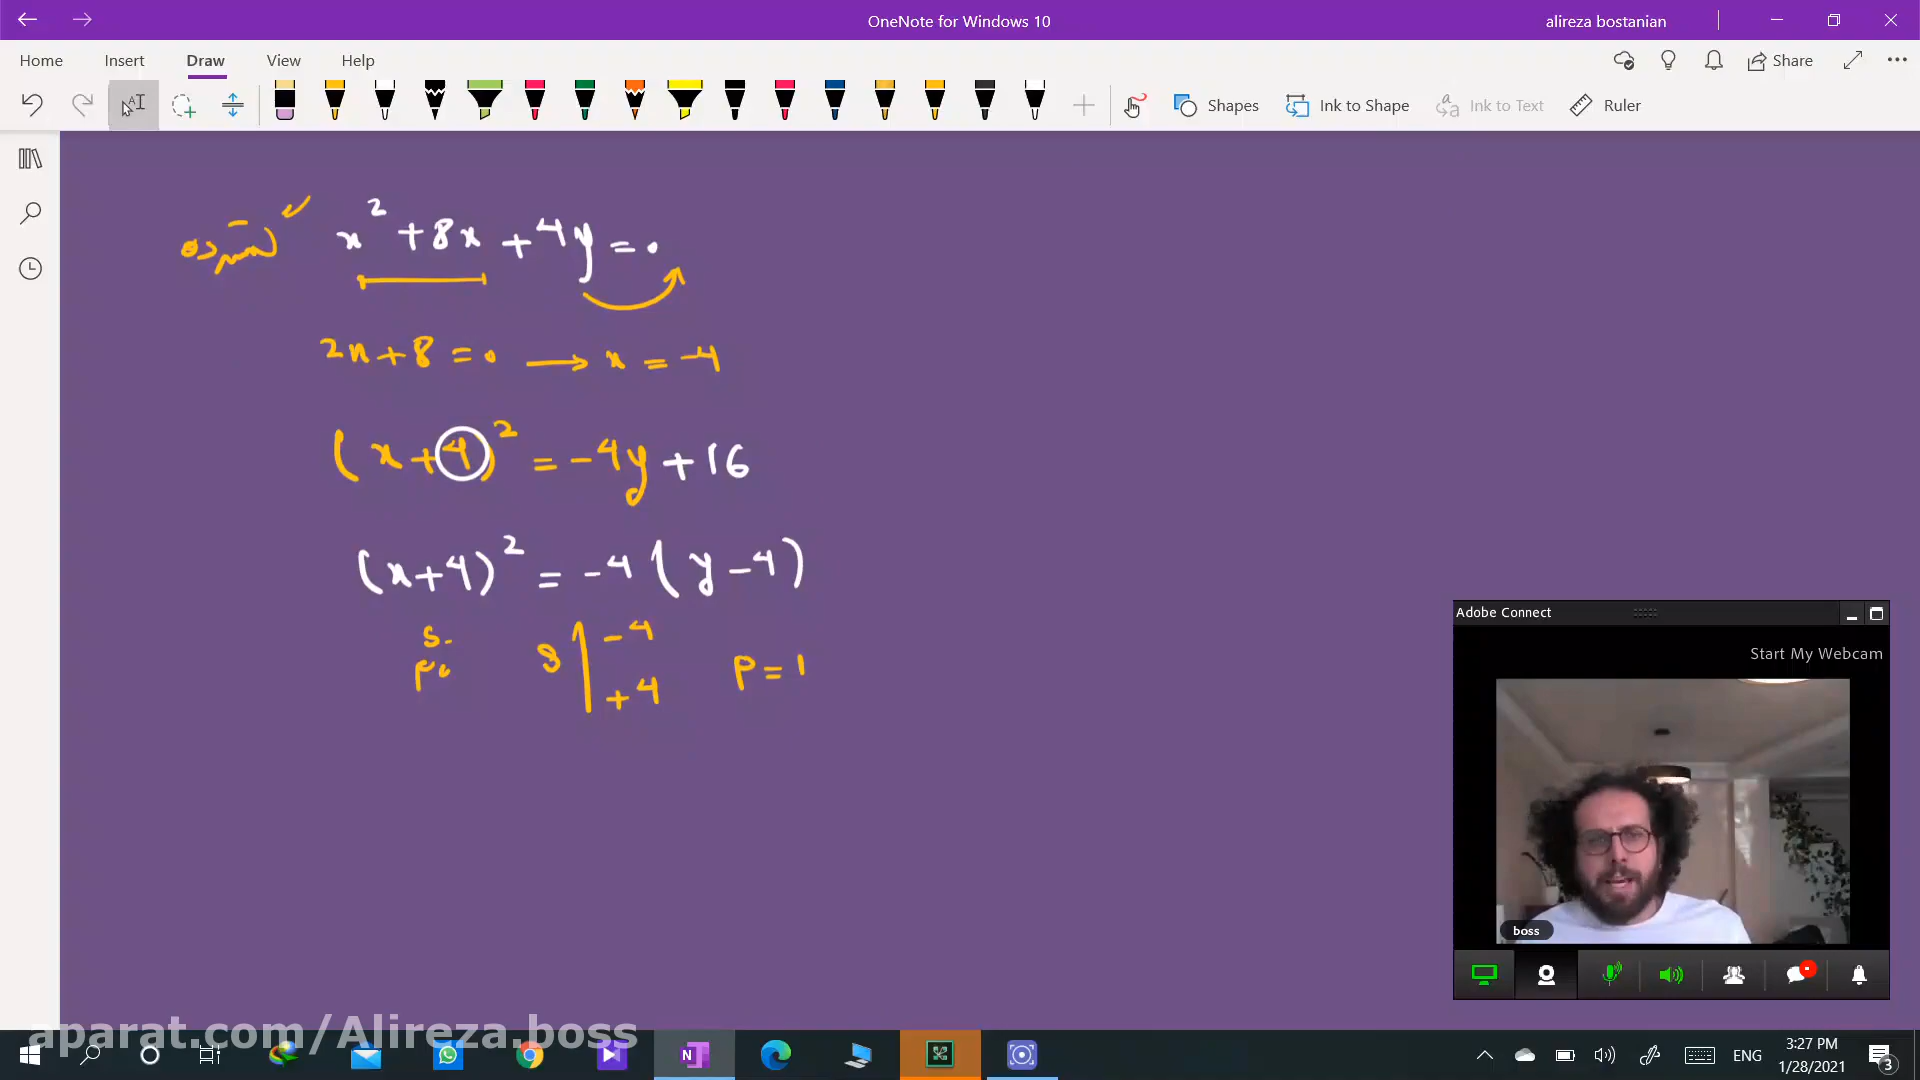 OneNote for Windows 10
alireza bostanian
Home Insert Draw View Help
Share
Shapes Ink to Shape Ink to Text Ruler
x² + 8x + 4y = 0
2x + 8 = 0 → x = -4
(x+4)² = -4y + 16
(x+4)² = -4(y-4)
S | -4 +4 P = 1
Adobe Connect
Start My Webcam
boss
aparat.com/Alireza.boss
ENG
3:27 PM
1/28/2021
3